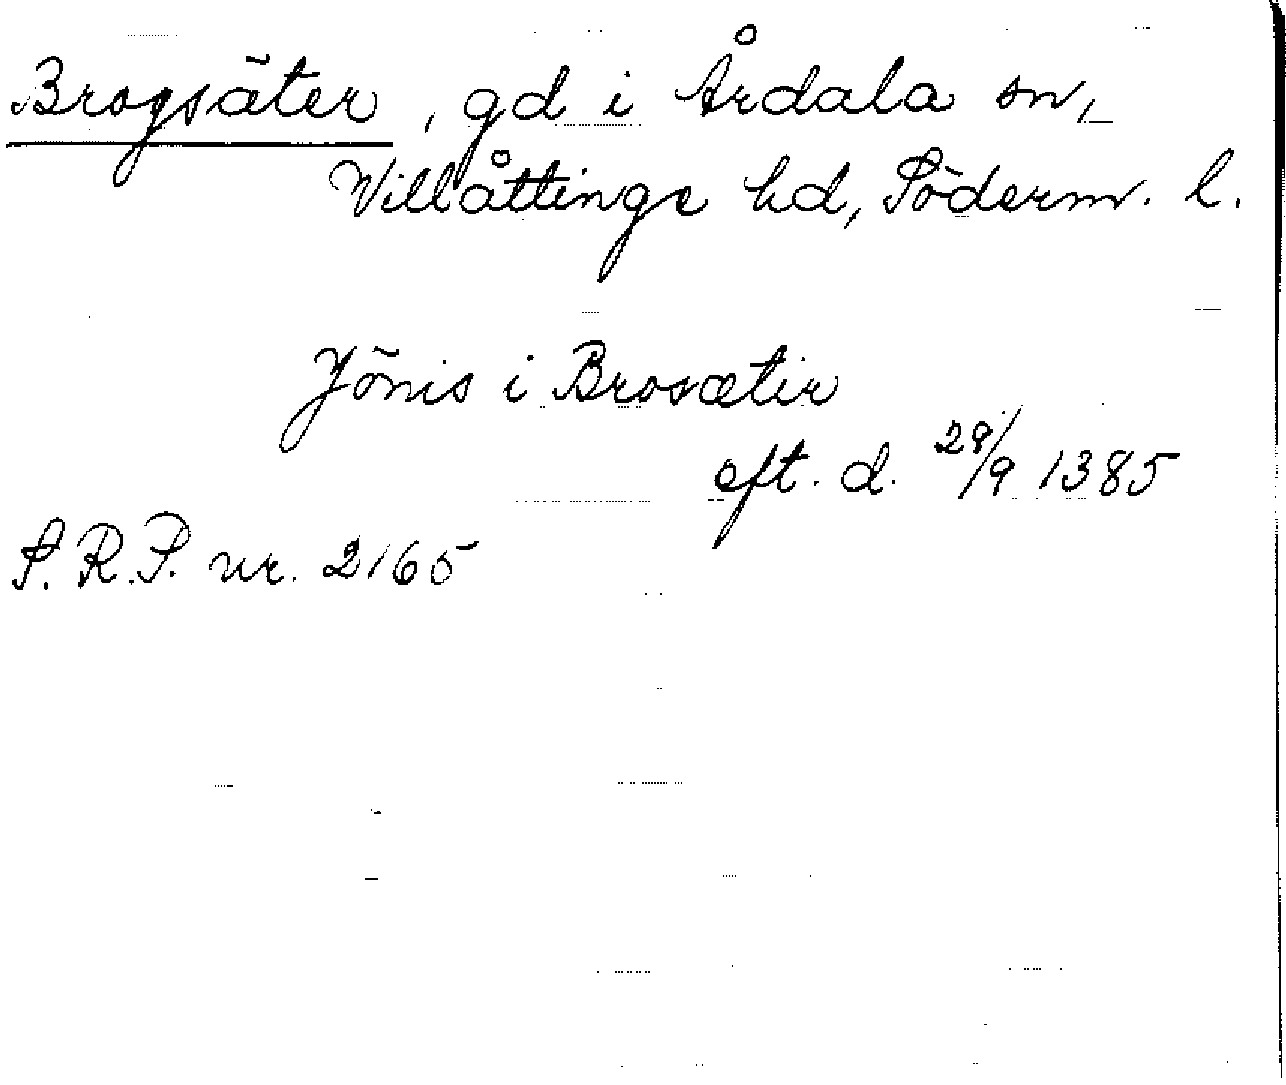 Brogsäter, gd i Årdala sn,
Villåttinge hd, Söderm. l.
Jönis i Brosætir
eft. d. 29/9 1385
S.R.P. nr. 2165